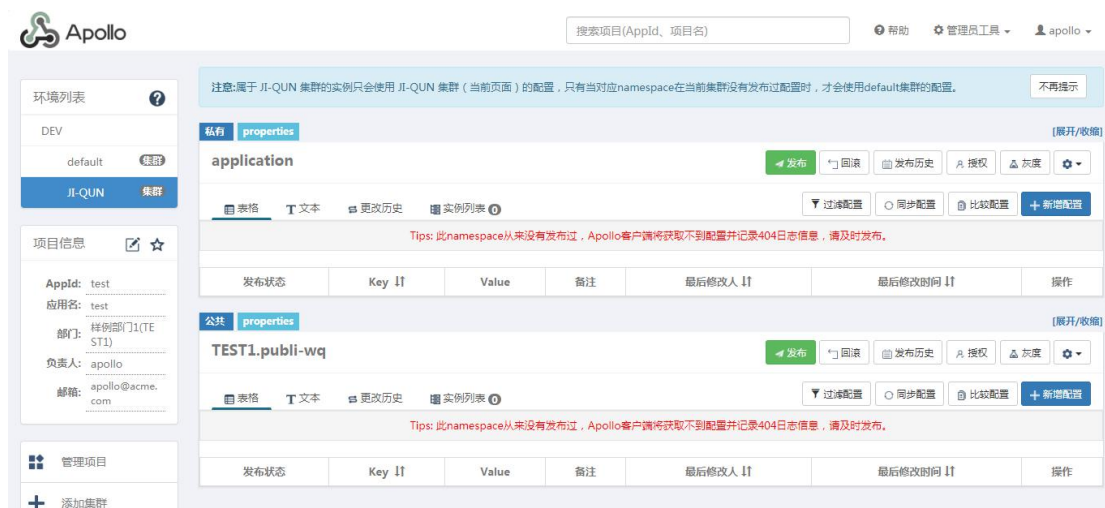 Apollo
搜索项目(AppId、项目名)
帮助
管理员工具
apollo
环境列表
DEV
default 集群
JI-QUN 集群
项目信息
AppId: test
应用名: test
部门: 样例部门1(TE
ST1)
负责人: apollo
邮箱: apollo@acme.
com
管理项目
添加集群
注意:属于 JI-QUN 集群的实例只会使用 JI-QUN 集群（当前页面）的配置，只有当对应namespace在当前集群没有发布过配置时，才会使用default集群的配置。
不再提示
私有 properties
[展开/收缩]
application
发布 回滚 发布历史 授权 灰度
表格 文本 更改历史 实例列表 0
过滤配置 同步配置 比较配置 新增配置
Tips: 此namespace从来没有发布过，Apollo客户端将获取不到配置并记录404日志信息，请及时发布。
发布状态 Key Value 备注 最后修改人 最后修改时间 操作
公共 properties
[展开/收缩]
TEST1.publi-wq
发布 回滚 发布历史 授权 灰度
表格 文本 更改历史 实例列表 0
过滤配置 同步配置 比较配置 新增配置
Tips: 此namespace从来没有发布过，Apollo客户端将获取不到配置并记录404日志信息，请及时发布。
发布状态 Key Value 备注 最后修改人 最后修改时间 操作